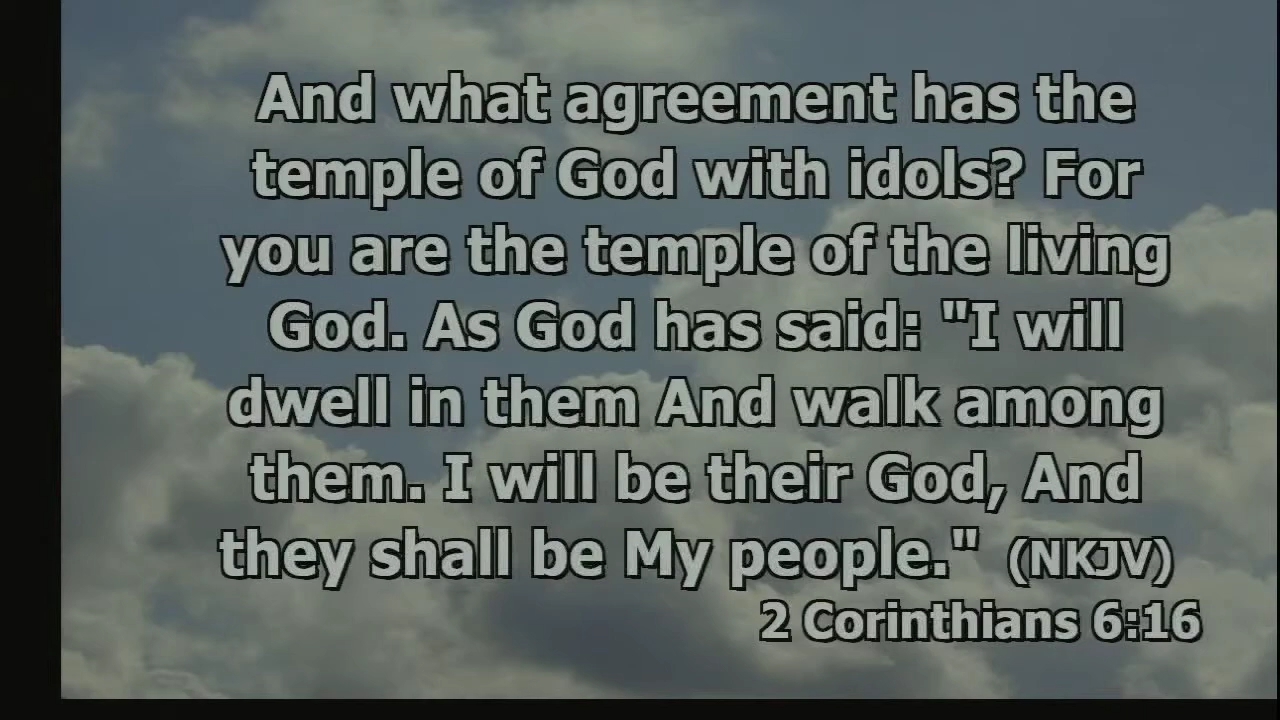 And what agreement has the
temple of God with idols? For
you are the temple of the living
God. As God has said: "I will
dwell in them And walk among
them. I will be their God, And
they shall be My people." (NKJV)
2 Corinthians 6:16